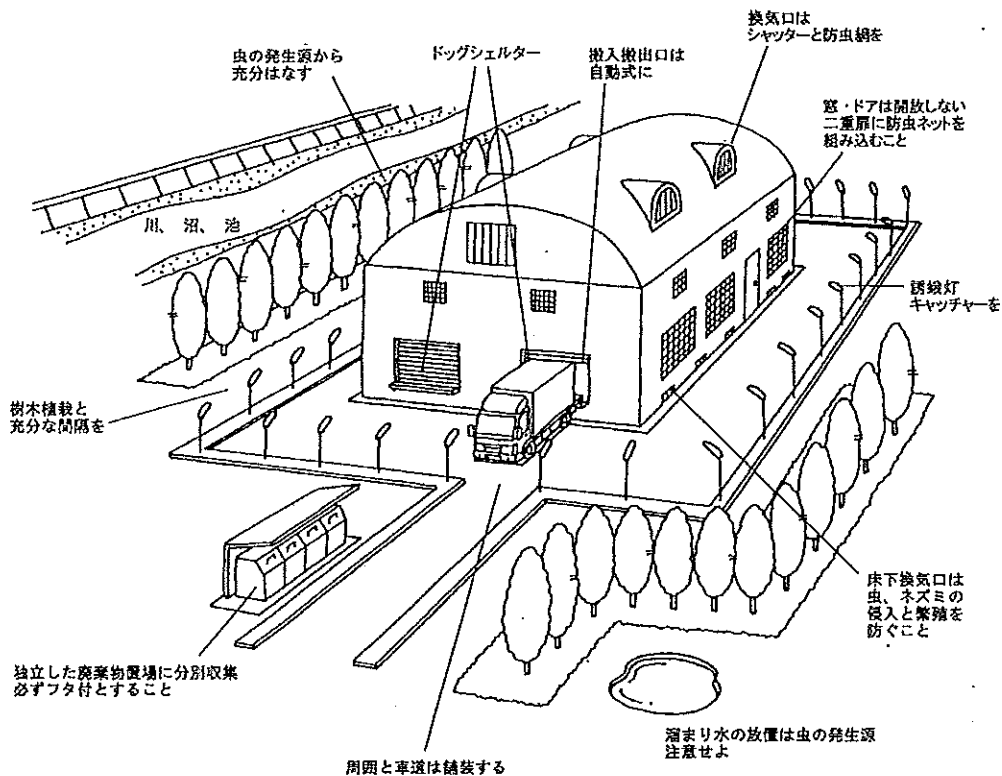 換気口は
シャッターと防虫網を
虫の発生源から
充分はなす
ドッグシェルター
搬入搬出口は
自動式に
窓・ドアは開放しない
二重扉に防虫ネットを
組み込むこと
川、沼、池
誘蛾灯
キャッチャーを
樹木植栽と
充分な間隔を
床下換気口は
虫、ネズミの
侵入と繁殖を
防ぐこと
独立した廃棄物置場に分別収集
必ずフタ付とすること
溜まり水の放置は虫の発生源
注意せよ
周囲と車道は舗装する